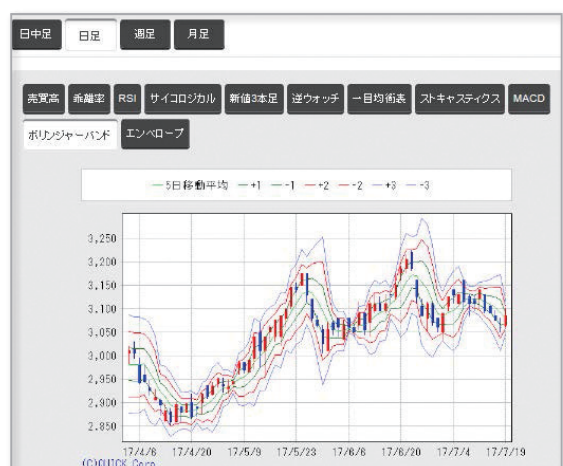 日中足 日足 週足 月足
売買高 乖離率 RSI サイコロジカル 新値3本足 逆ウォッチ 一目均衡表 ストキャスティクス MACD
ボリンジャーバンド エンベロープ
5日移動平均 +1 -1 +2 -2 +3 -3
3,250
3,200
3,150
3,100
3,050
3,000
2,950
2,900
2,850
17/4/6 17/4/20 17/5/9 17/5/23 17/6/6 17/6/20 17/7/4 17/7/19
(C)QUICK Corp.